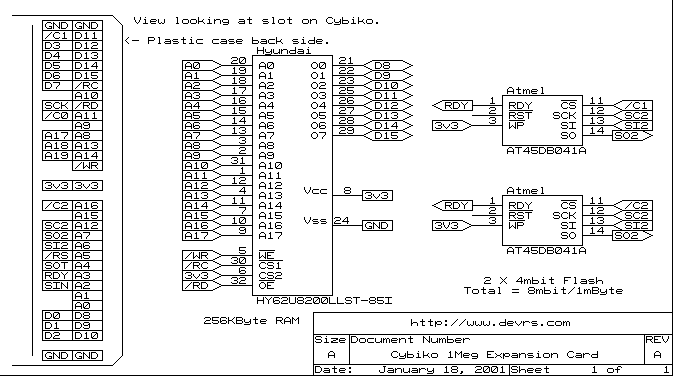 View looking at slot on Cybiko.
<- Plastic case back side.
GND GND
/C1 D11
D3 D12
D4 D13
D5 D14
D6 D15
D7 /RC
A10
SCK /RD
/C0 A11
A9
A17 A8
A18 A13
A19 A14
/WR
3v3 3v3
/C2 A16
A15
SC2 A12
SO2 A7
SI2 A6
/RS A5
SOT A4
RDY A3
SIN A2
A1
A0
D0 D8
D1 D9
D2 D10
GND GND
Hyundai
A0 20 A0 O0 21 D8
A1 19 A1 O1 22 D9
A2 18 A2 O2 23 D10
A3 17 A3 O3 25 D11
A4 16 A4 O4 26 D12
A5 15 A5 O5 27 D13
A6 14 A6 O6 28 D14
A7 13 A7 O7 29 D15
A8 3 A8
A9 2 A9
A10 31 A10
A11 1 A11
A12 12 A12
A13 4 A13 Vcc 8 3v3
A14 11 A14
A15 7 A15
A16 10 A16 Vss 24 GND
A17 9 A17
/WR 5 WE
/RC 30 CS1
3v3 6 CS2
/RD 32 OE
HY62U8200LLST-85I
256KByte RAM
Atmel
RDY 1 RDY CS 11 /C1
2 RST SCK 12 SC2
3v3 3 WP SI 13 SI2
SO 14 SO2
AT45DB041A
Atmel
RDY 1 RDY CS 11 /C2
2 RST SCK 12 SC2
3V3 3 WP SI 13 SI2
SO 14 SO2
AT45DB041A
2 X 4mbit Flash
Total = 8mbit/1mByte
http://www.devrs.com
Size Document Number REV
A Cybiko 1Meg Expansion Card A
Date: January 18, 2001 Sheet 1 of 1